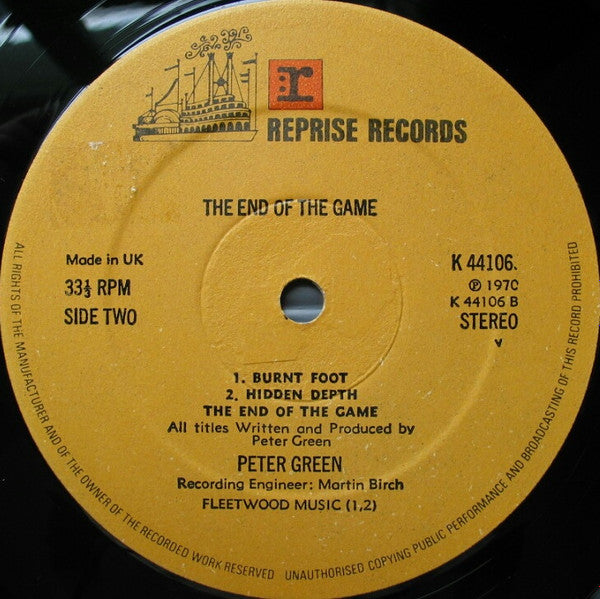 r
REPRISE RECORDS
THE END OF THE GAME
Made in UK
33⅓ RPM
SIDE TWO
K 44106.
℗ 1970
K 44106 B
STEREO
v
1. BURNT FOOT
2. HIDDEN DEPTH
THE END OF THE GAME
All titles Written and Produced by
Peter Green
PETER GREEN
Recording Engineer: Martin Birch
FLEETWOOD MUSIC (1,2)
ALL RIGHTS OF THE MANUFACTURER AND OF THE OWNER OF THE RECORDED WORK RESERVED UNAUTHORISED COPYING PUBLIC PERFORMANCE AND BROADCASTING OF THIS RECORD PROHIBITED